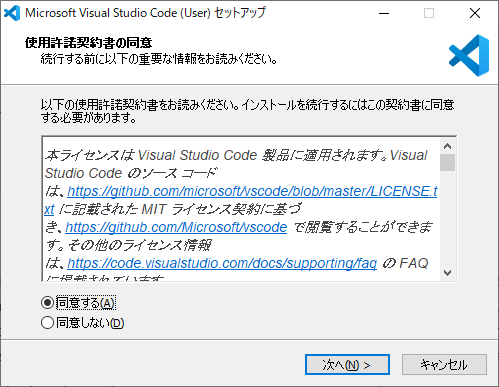 Microsoft Visual Studio Code (User) セットアップ
使用許諾契約書の同意
続行する前に以下の重要な情報をお読みください。
以下の使用許諾契約書をお読みください。インストールを続行するにはこの契約書に同意
する必要があります。
本ライセンスは Visual Studio Code 製品に適用されます。Visual
Studio Code のソース コード
は、https://github.com/microsoft/vscode/blob/master/LICENSE.t
xt に記載された MIT ライセンス契約に基づ
き、https://github.com/Microsoft/vscode で閲覧することができま
す。その他のライセンス情報
は、https://code.visualstudio.com/docs/supporting/faq の FAQ
に掲載されています
同意する(A)
同意しない(D)
次へ(N) >
キャンセル